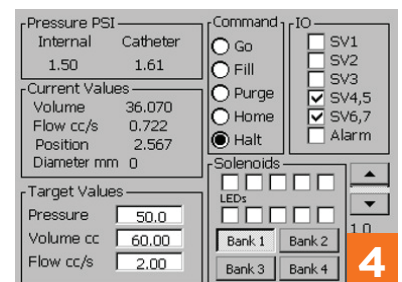 Pressure PSI
Internal Catheter
1.50 1.61
Current Values
Volume 36.070
Flow cc/s 0.722
Position 2.567
Diameter mm 0
Target Values
Pressure 50.0
Volume cc 60.00
Flow cc/s 2.00
Command
Go
Fill
Purge
Home
Halt
IO
SV1
SV2
SV3
SV4,5
SV6,7
Alarm
Solenoids
LEDs
Bank 1 Bank 2
Bank 3 Bank 4
1.0
4